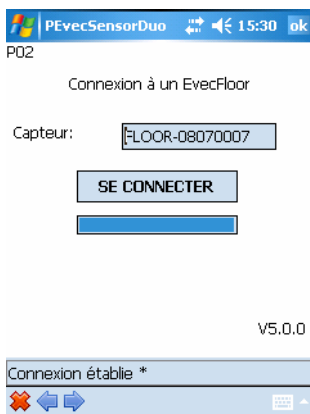 PEvecSensorDuo 15:30 ok
P02
Connexion à un EvecFloor
Capteur: FLOOR-08070007
SE CONNECTER
V5.0.0
Connexion établie *